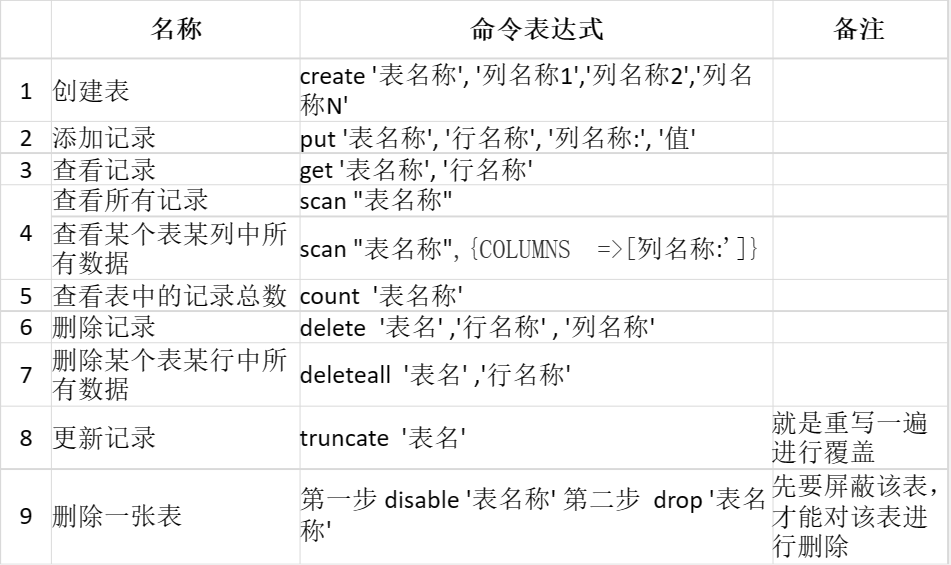 名称 命令表达式 备注
1 创建表 create '表名称', '列名称1','列名称2','列名
称N'
2 添加记录 put '表名称', '行名称', '列名称:', '值'
3 查看记录 get '表名称', '行名称'
4 查看所有记录 scan "表名称"
查看某个表某列中所
有数据
scan "表名称", {COLUMNS =>['列名称:']}
5 查看表中的记录总数 count '表名称'
6 删除记录 delete '表名' ,'行名称' , '列名称'
7 删除某个表某行中所
有数据
deleteall '表名' ,'行名称'
8 更新记录 truncate '表名'
就是重写一遍
进行覆盖
9 删除一张表
第一步 disable '表名称' 第二步 drop '表名
称'
先要屏蔽该表，
才能对该表进
行删除